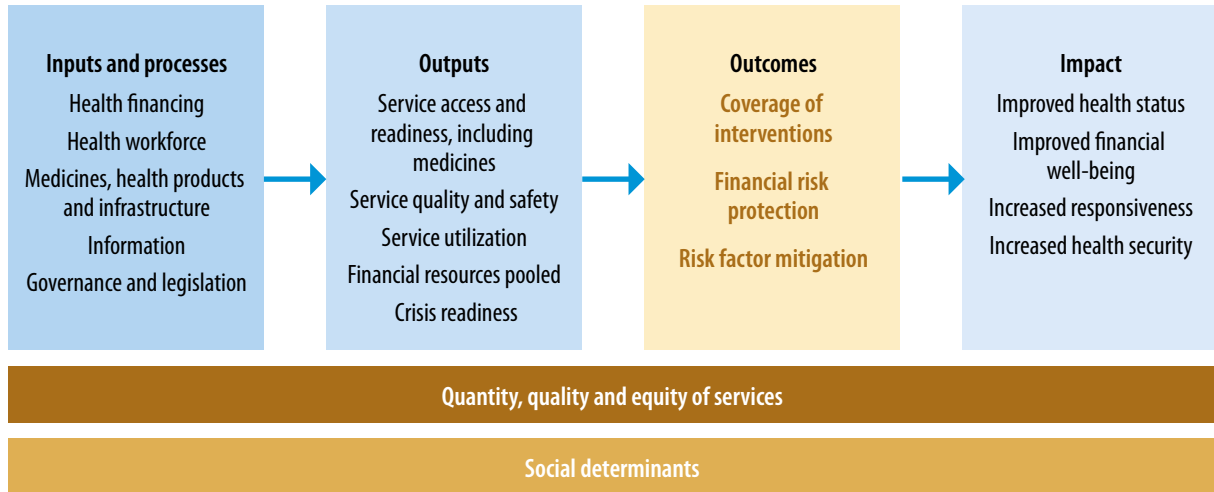 Inputs and processes
Health financing
Health workforce
Medicines, health products
and infrastructure
Information
Governance and legislation
Outputs
Service access and
readiness, including
medicines
Service quality and safety
Service utilization
Financial resources pooled
Crisis readiness
Outcomes
Coverage of
interventions
Financial risk
protection
Risk factor mitigation
Impact
Improved health status
Improved financial
well-being
Increased responsiveness
Increased health security
Quantity, quality and equity of services
Social determinants